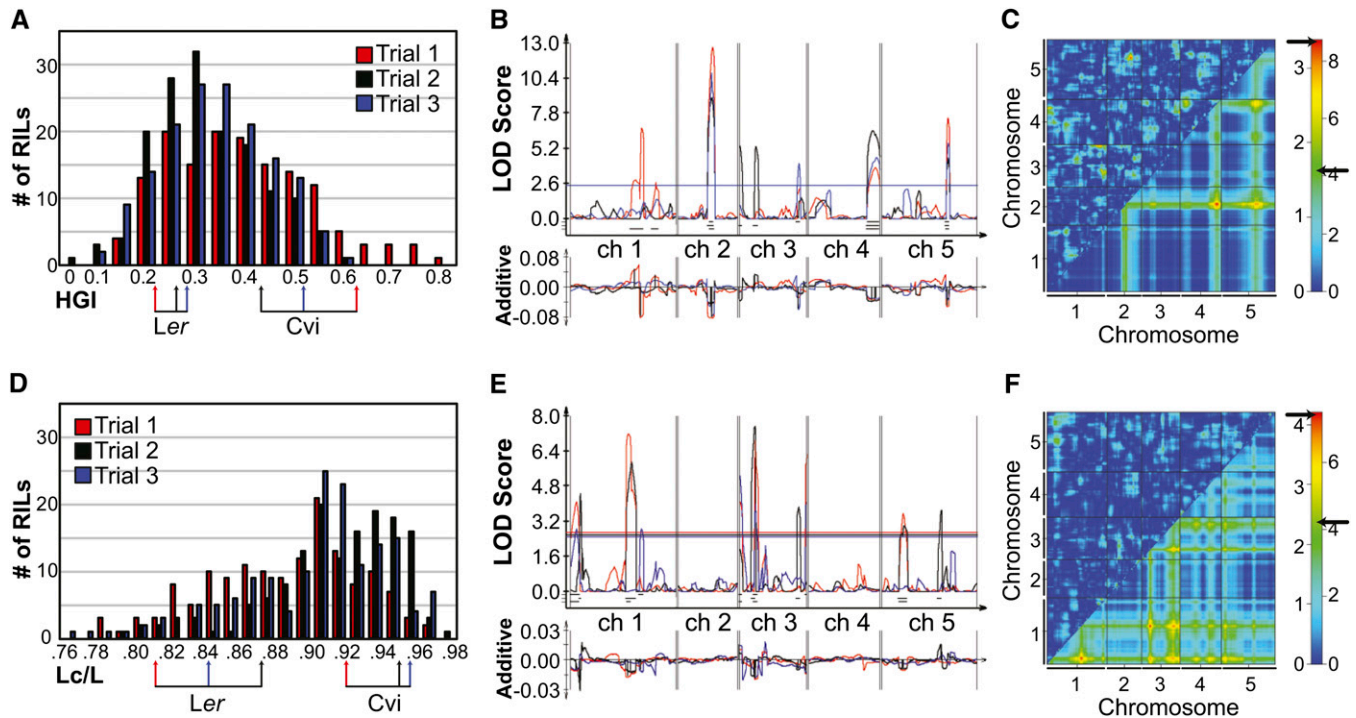 A
# of RILs
30
20
10
0
Trial 1
Trial 2
Trial 3
0 0.1 0.2 0.3 0.4 0.5 0.6 0.7 0.8
HGI
Ler
Cvi
B
LOD Score
13.0
10.4
7.8
5.2
2.6
0.0
ch 1 ch 2 ch 3 ch 4 ch 5
Additive
0.08
0.00
-0.08
C
Chromosome
5
4
3
2
1
1 2 3 4 5
Chromosome
3 8
2 6
4
1 2
0 0
D
# of RILs
30
20
10
0
Trial 1
Trial 2
Trial 3
.76 .78 .80 .82 .84 .86 .88 .90 .92 .94 .96 .98
Lc/L
Ler
Cvi
E
LOD Score
8.0
6.4
4.8
3.2
1.6
0.0
ch 1 ch 2 ch 3 ch 4 ch 5
Additive
0.03
0.00
-0.03
F
Chromosome
5
4
3
2
1
1 2 3 4 5
Chromosome
4
3 6
2 4
1 2
0 0